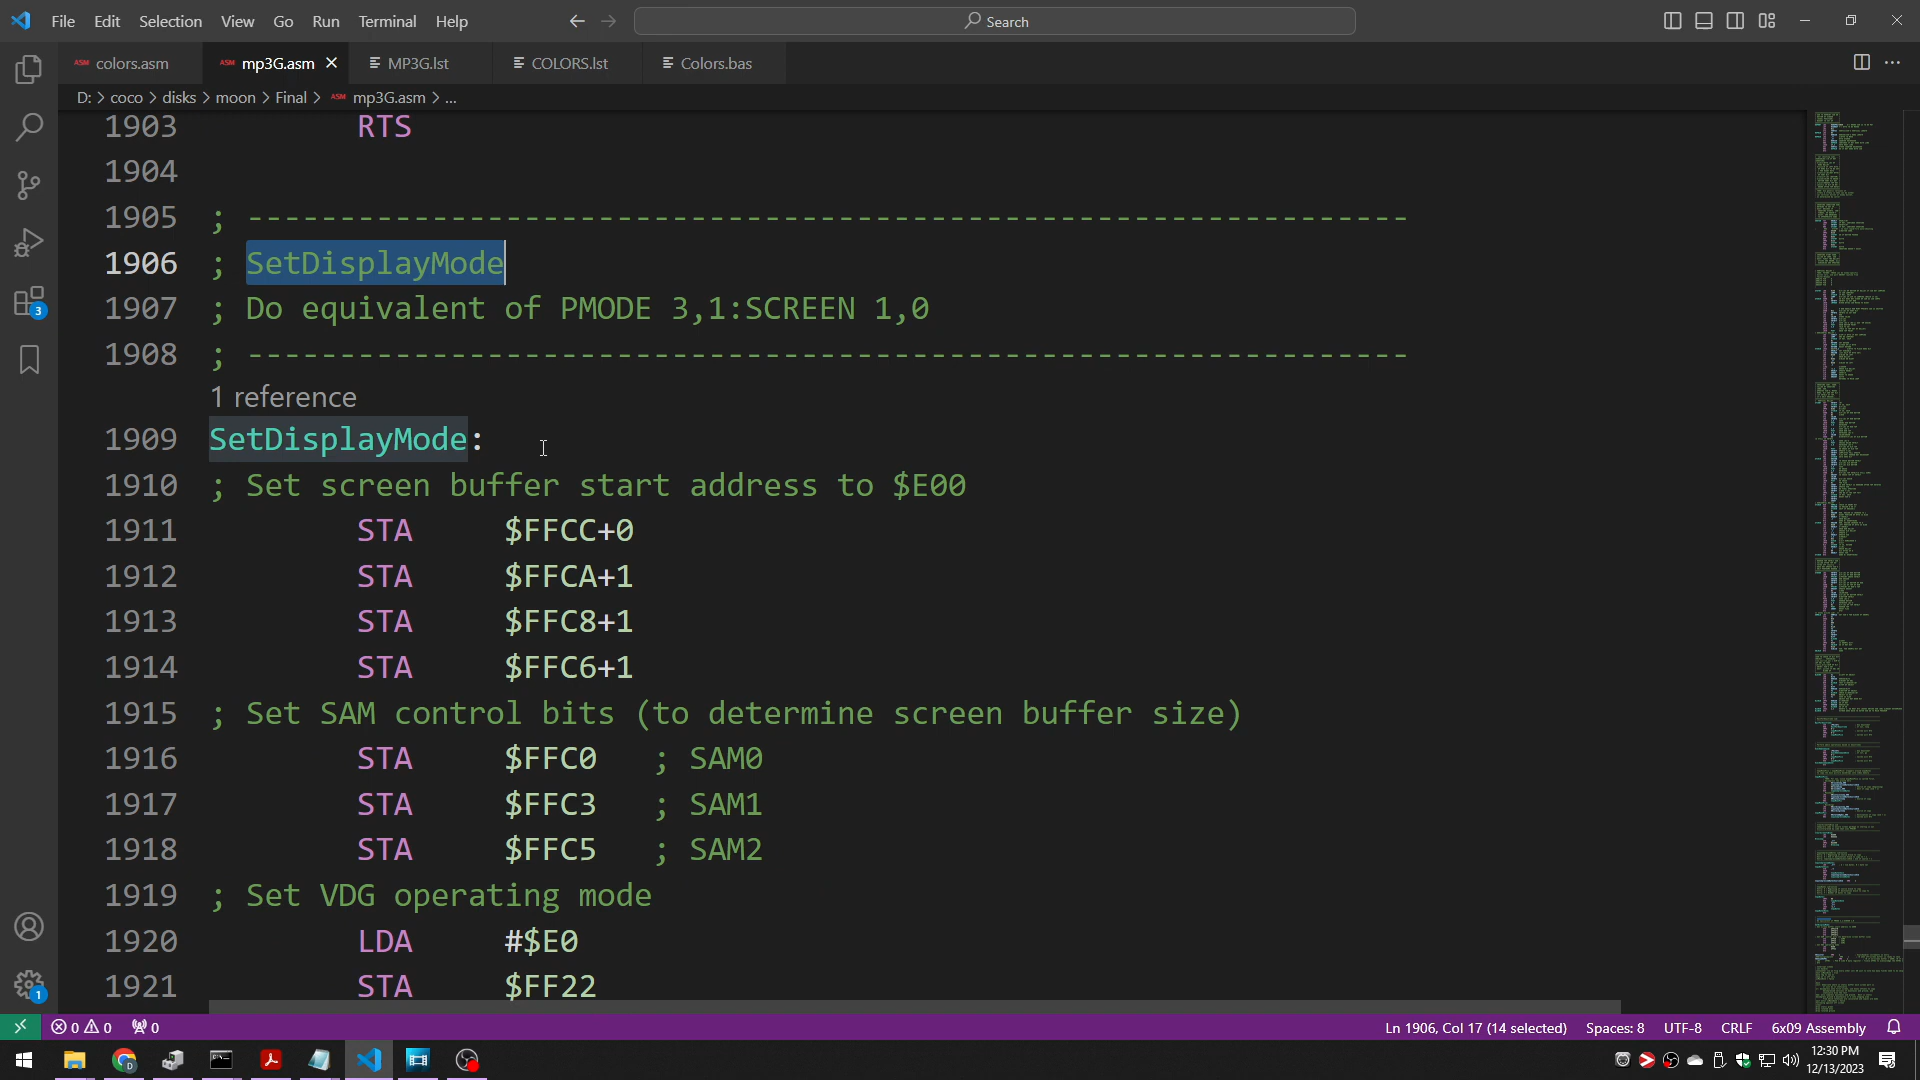 File Edit Selection View Go Run Terminal Help Search
ASM colors.asm ASM mp3G.asm MP3G.lst COLORS.lst Colors.bas
D: > coco > disks > moon > Final > ASM mp3G.asm > ...
1903 RTS
1904
1905 ; ---------------------------------------------------------------
1906 ; SetDisplayMode
1907 ; Do equivalent of PMODE 3,1:SCREEN 1,0
1908 ; ---------------------------------------------------------------
1 reference
1909 SetDisplayMode:
1910 ; Set screen buffer start address to $E00
1911 STA $FFCC+0
1912 STA $FFCA+1
1913 STA $FFC8+1
1914 STA $FFC6+1
1915 ; Set SAM control bits (to determine screen buffer size)
1916 STA $FFC0 ; SAM0
1917 STA $FFC3 ; SAM1
1918 STA $FFC5 ; SAM2
1919 ; Set VDG operating mode
1920 LDA #$E0
1921 STA $FF22
3
1
0 0 0 Ln 1906, Col 17 (14 selected) Spaces: 8 UTF-8 CRLF 6x09 Assembly
12:30 PM
12/13/2023